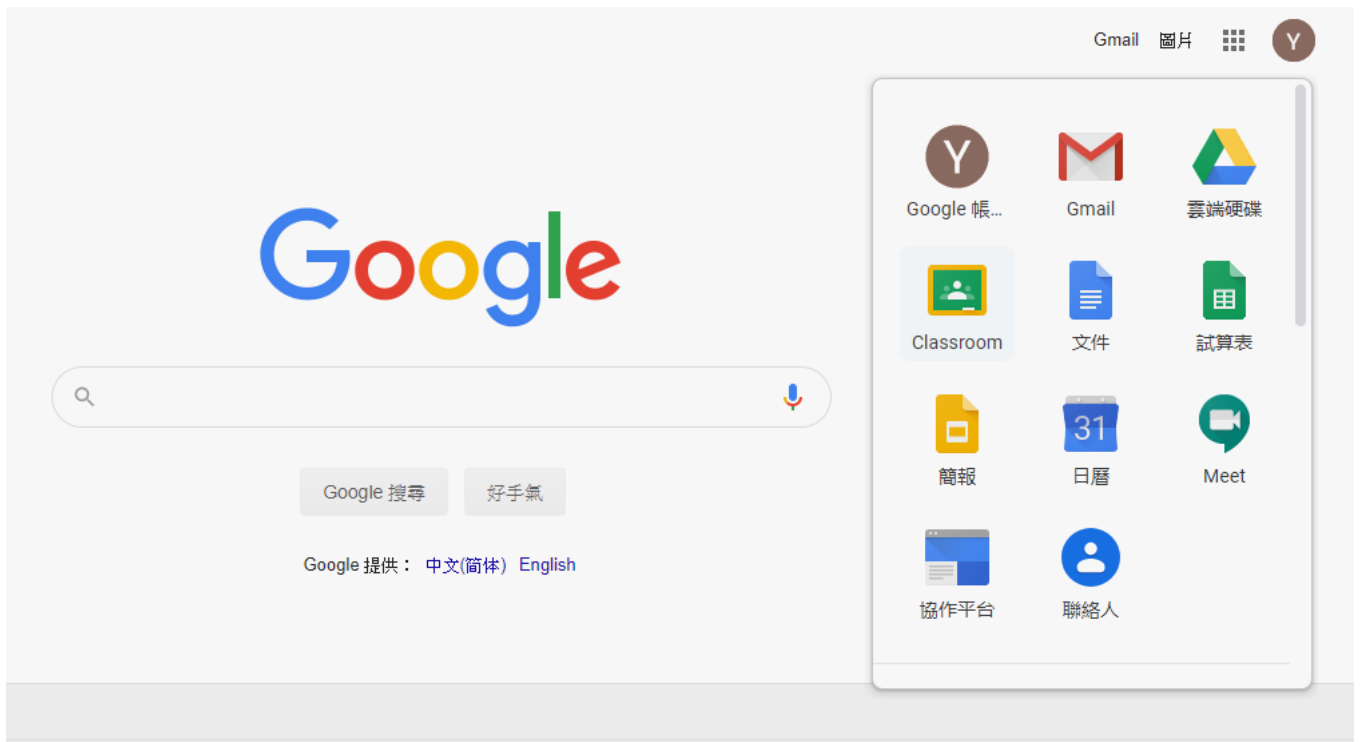 Gmail 圖片 Y
Google
Y
Google 帳... Gmail 雲端硬碟
Classroom 文件 試算表
31
簡報 日曆 Meet
協作平台 聯絡人
Google 搜尋 好手氣
Google 提供： 中文(简体) English